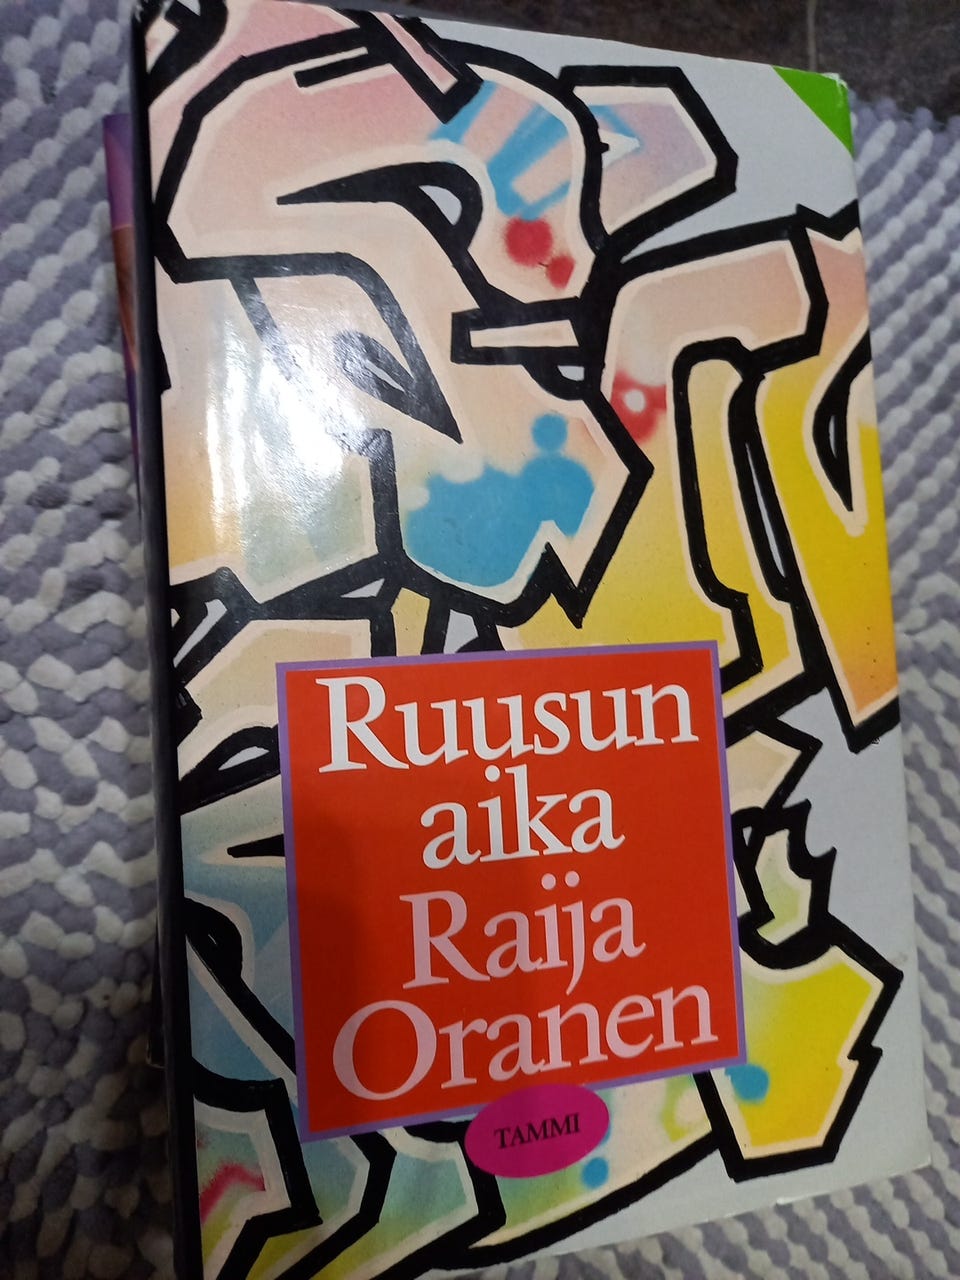 Ruusun
aika
Raija
Oranen
TAMMI